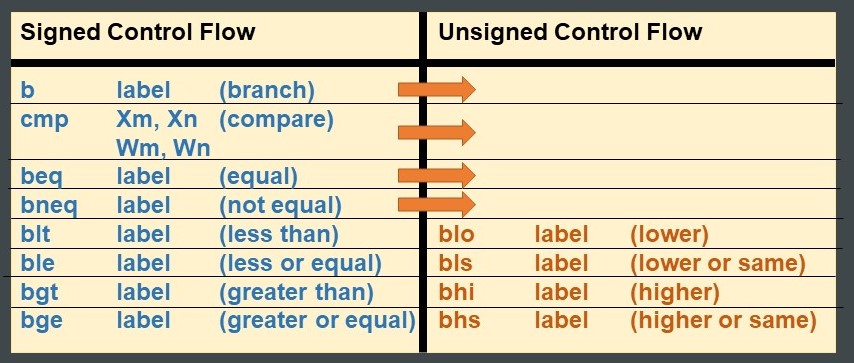 Signed Control Flow Unsigned Control Flow
b label (branch)
cmp Xm, Xn (compare)
Wm, Wn
beq label (equal)
bneq label (not equal)
blt label (less than) blo label (lower)
ble label (less or equal) bls label (lower or same)
bgt label (greater than) bhi label (higher)
bge label (greater or equal) bhs label (higher or same)